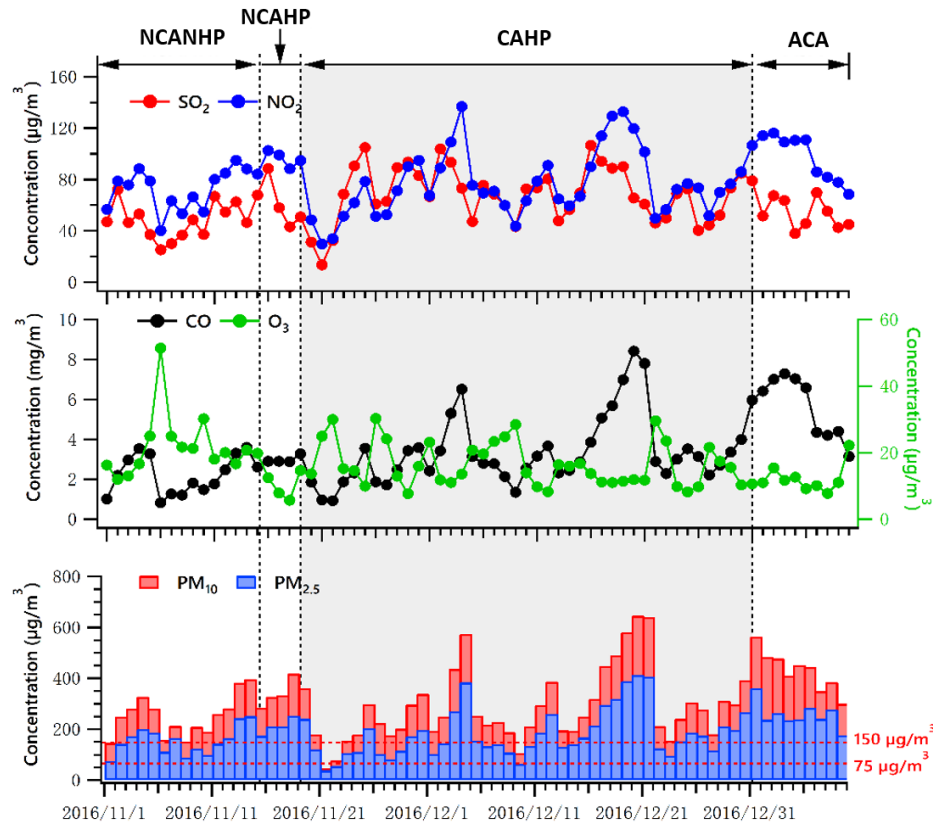 NCANHP
NCAHP
CAHP
ACA
Concentration (μg/m³)
160
120
80
40
0
SO₂
NO₂
Concentration (mg/m³)
10
8
6
4
2
0
CO
O₃
60
40
20
0
Concentration (μg/m³)
Concentration (μg/m³)
800
600
400
200
0
PM₁₀
PM₂.₅
150 μg/m³
75 μg/m³
2016/11/1
2016/11/11
2016/11/21
2016/12/1
2016/12/11
2016/12/21
2016/12/31